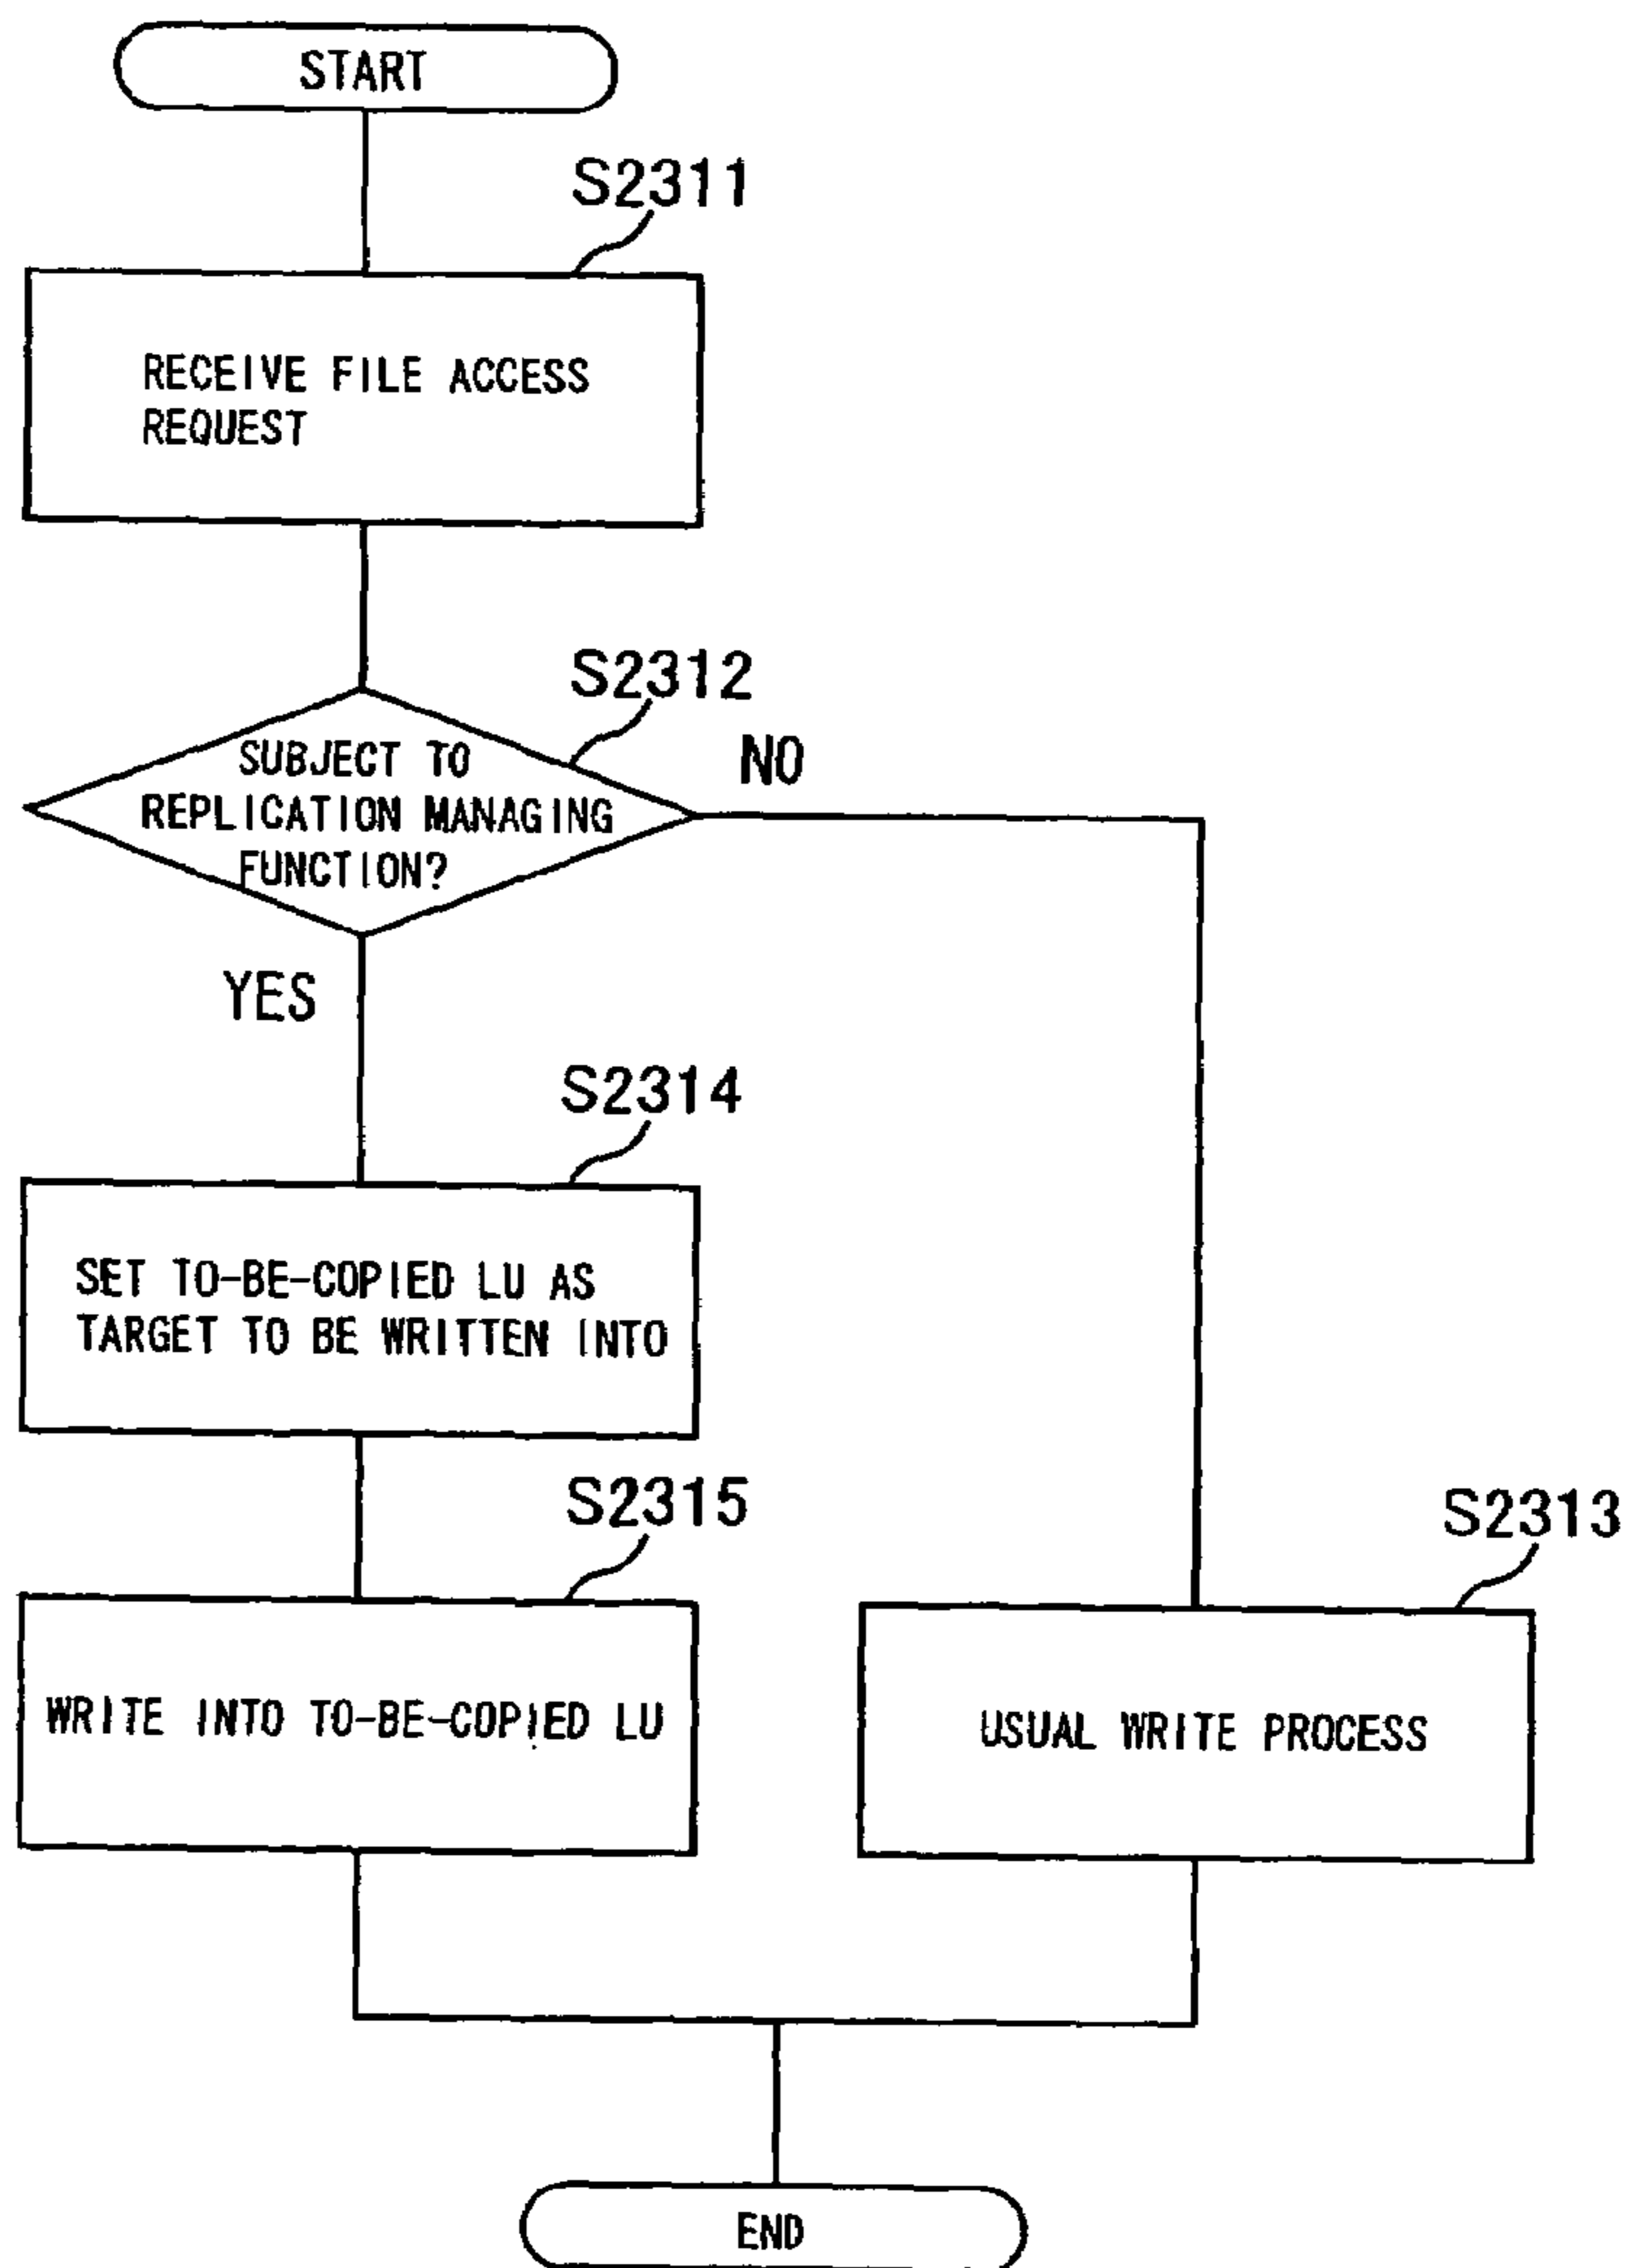 START
S2311
RECEIVE FILE ACCESS
REQUEST
S2312
SUBJECT TO
REPLICATION MANAGING
FUNCTION?
NO
YES
S2314
SET TO-BE-COPIED LU AS
TARGET TO BE WRITTEN INTO
S2315
WRITE INTO TO-BE-COPIED LU
S2313
USUAL WRITE PROCESS
END